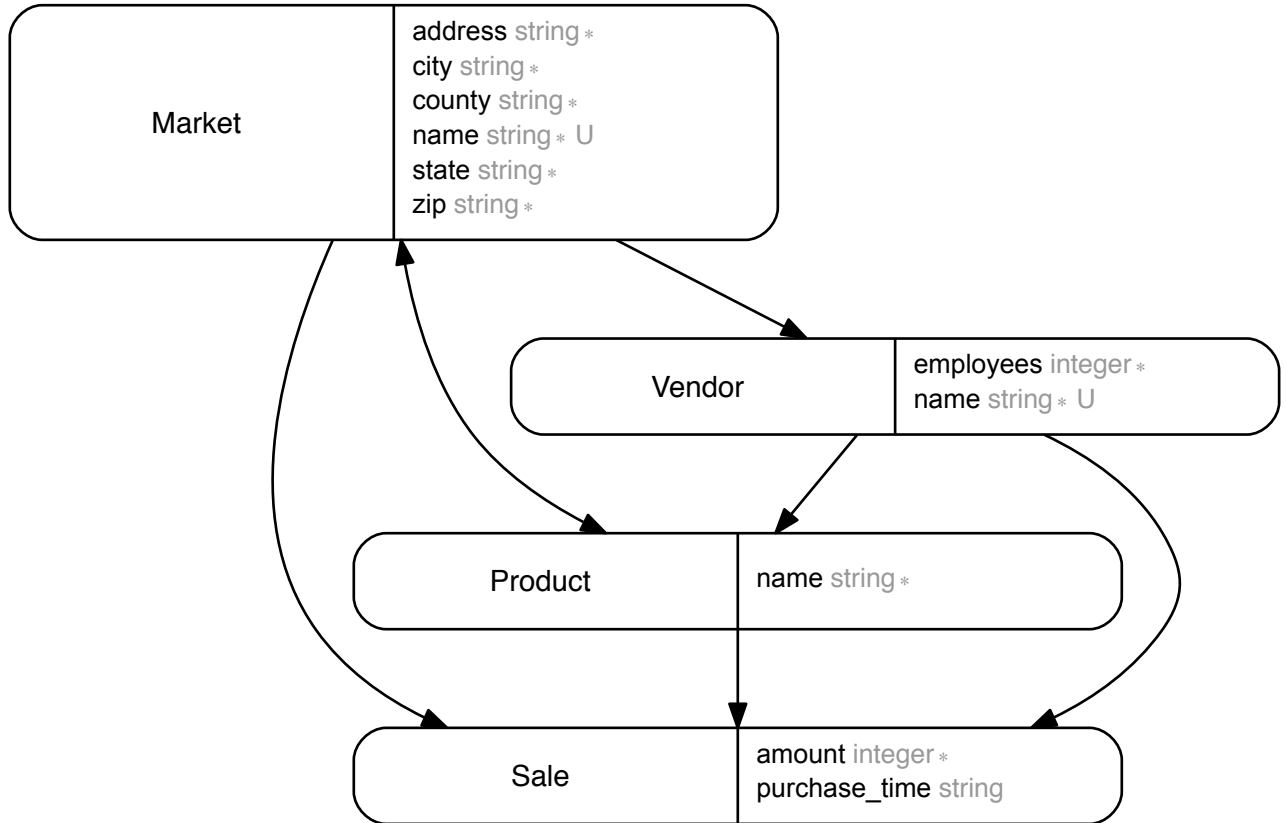 Market
address string ∗
city string ∗
county string ∗
name string ∗ U
state string ∗
zip string ∗
Vendor
employees integer ∗
name string ∗ U
Product
name string ∗
Sale
amount integer ∗
purchase_time string